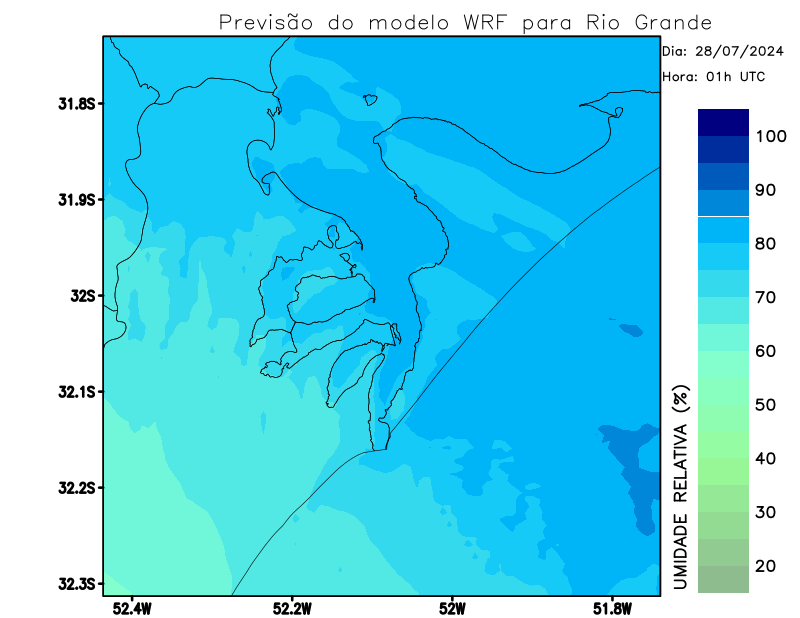 Previsão do modelo WRF para Rio Grande
Dia: 28/07/2024
Hora: 01h UTC
31.8S
31.9S
32S
32.1S
32.2S
32.3S
52.4W
52.2W
52W
51.8W
100
90
80
70
60
50
40
30
20
UMIDADE RELATIVA (%)